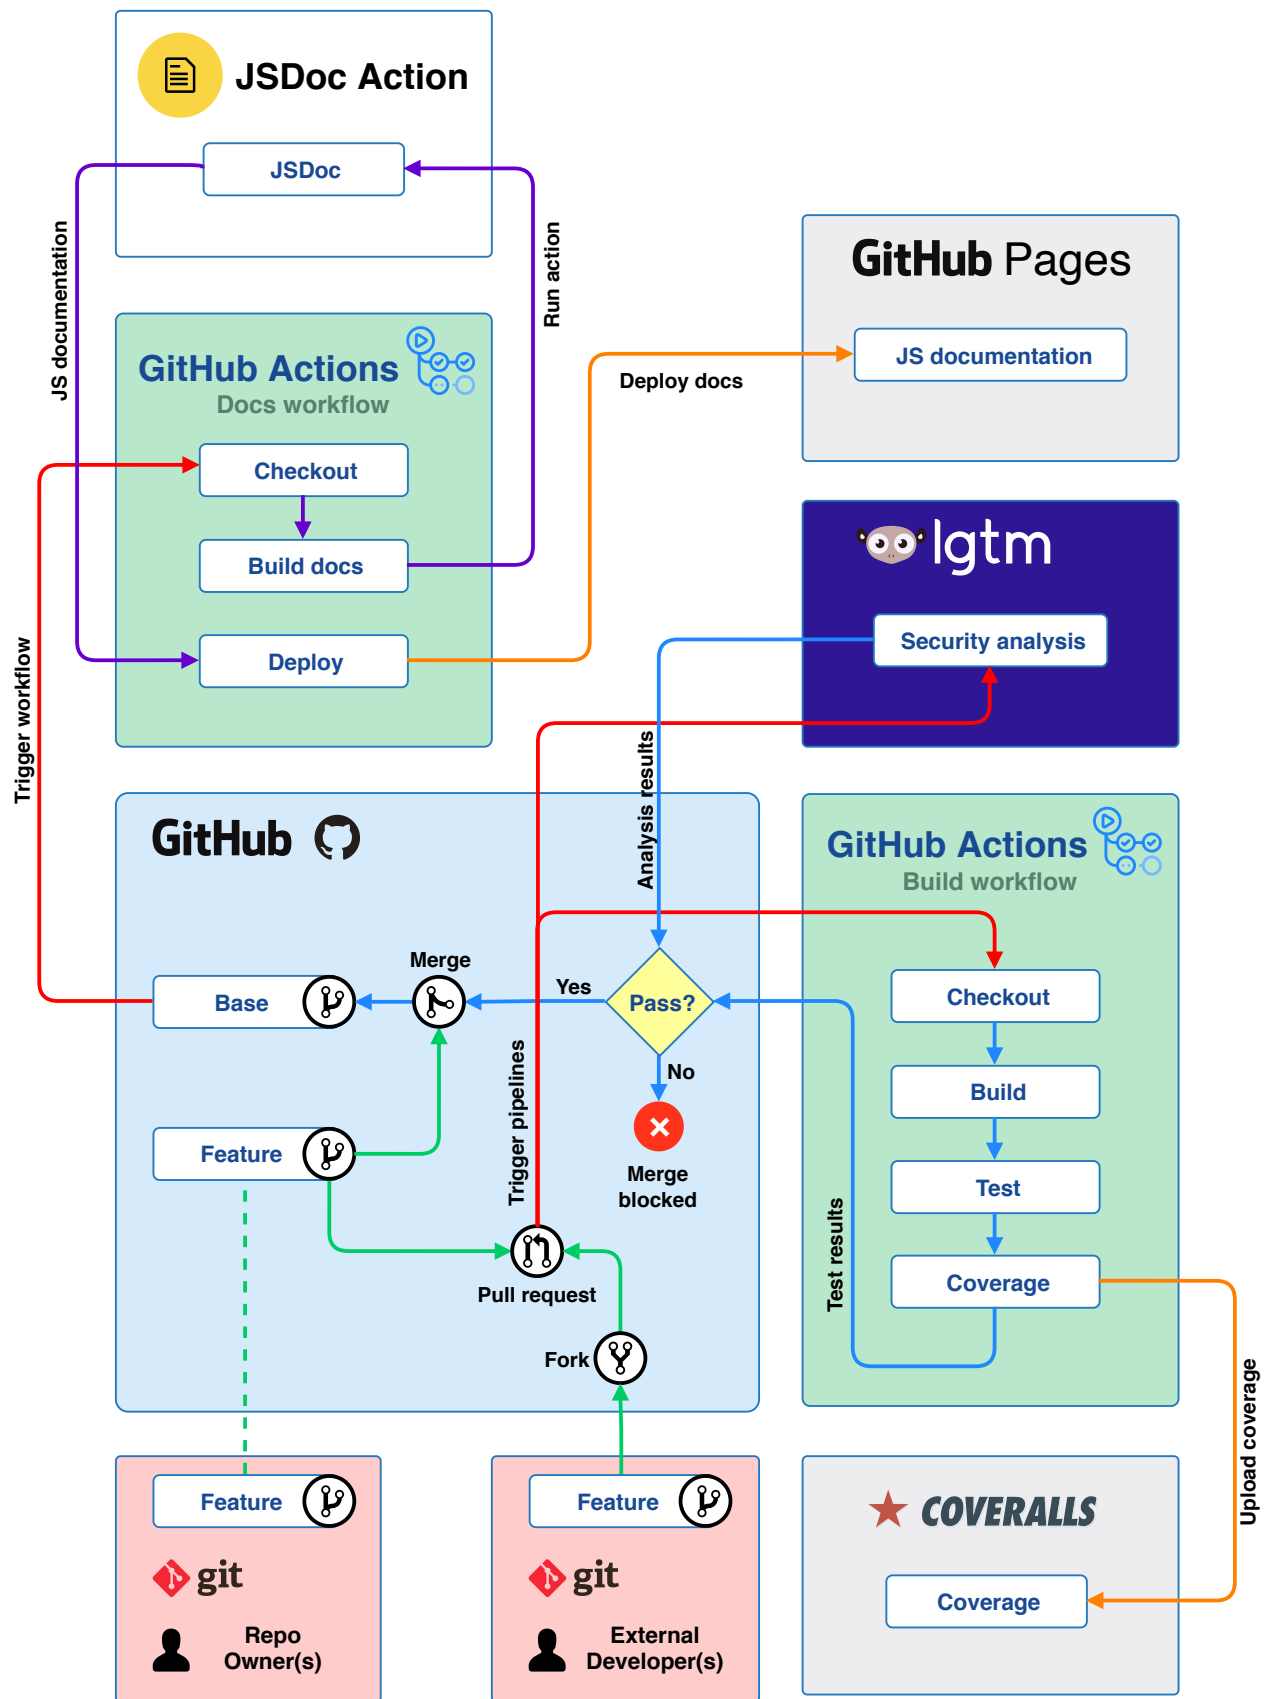 JSDoc Action
JSDoc
JS documentation
Run action
GitHub Pages
JS documentation
Deploy docs
GitHub Actions
Docs workflow
Checkout
Build docs
Deploy
Trigger workflow
lgtm
Security analysis
Analysis results
GitHub
Merge
Base
Yes
Pass?
No
Merge
blocked
Feature
Trigger pipelines
Pull request
Fork
GitHub Actions
Build workflow
Checkout
Build
Test
Coverage
Test results
Upload coverage
Feature
git
Repo
Owner(s)
Feature
git
External
Developer(s)
COVERALLS
Coverage